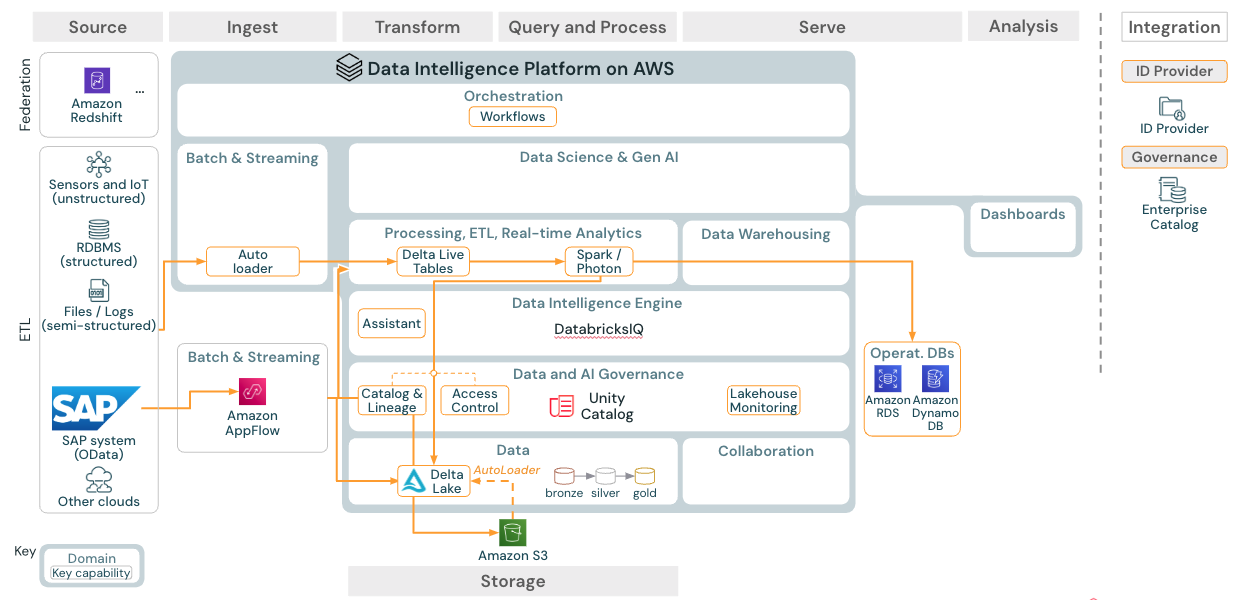 Source
Ingest
Transform
Query and Process
Serve
Analysis
Integration
Federation
Amazon
Redshift
...
Data Intelligence Platform on AWS
Orchestration
Workflows
ID Provider
ID Provider
Governance
Enterprise
Catalog
ETL
Sensors and IoT
(unstructured)
RDBMS
(structured)
Files / Logs
(semi-structured)
SAP
SAP system
(OData)
Other clouds
Batch & Streaming
Auto
loader
Data Science & Gen AI
Processing, ETL, Real-time Analytics
Delta Live
Tables
Spark /
Photon
Data Warehousing
Dashboards
Data Intelligence Engine
Assistant
DatabricksIQ
Batch & Streaming
Amazon
AppFlow
Data and AI Governance
Catalog &
Lineage
Access
Control
Unity
Catalog
Lakehouse
Monitoring
Operat. DBs
Amazon
RDS
Amazon
Dynamo
DB
Data
Delta
Lake
AutoLoader
bronze
silver
gold
Collaboration
Amazon S3
Storage
Key
Domain
Key capability